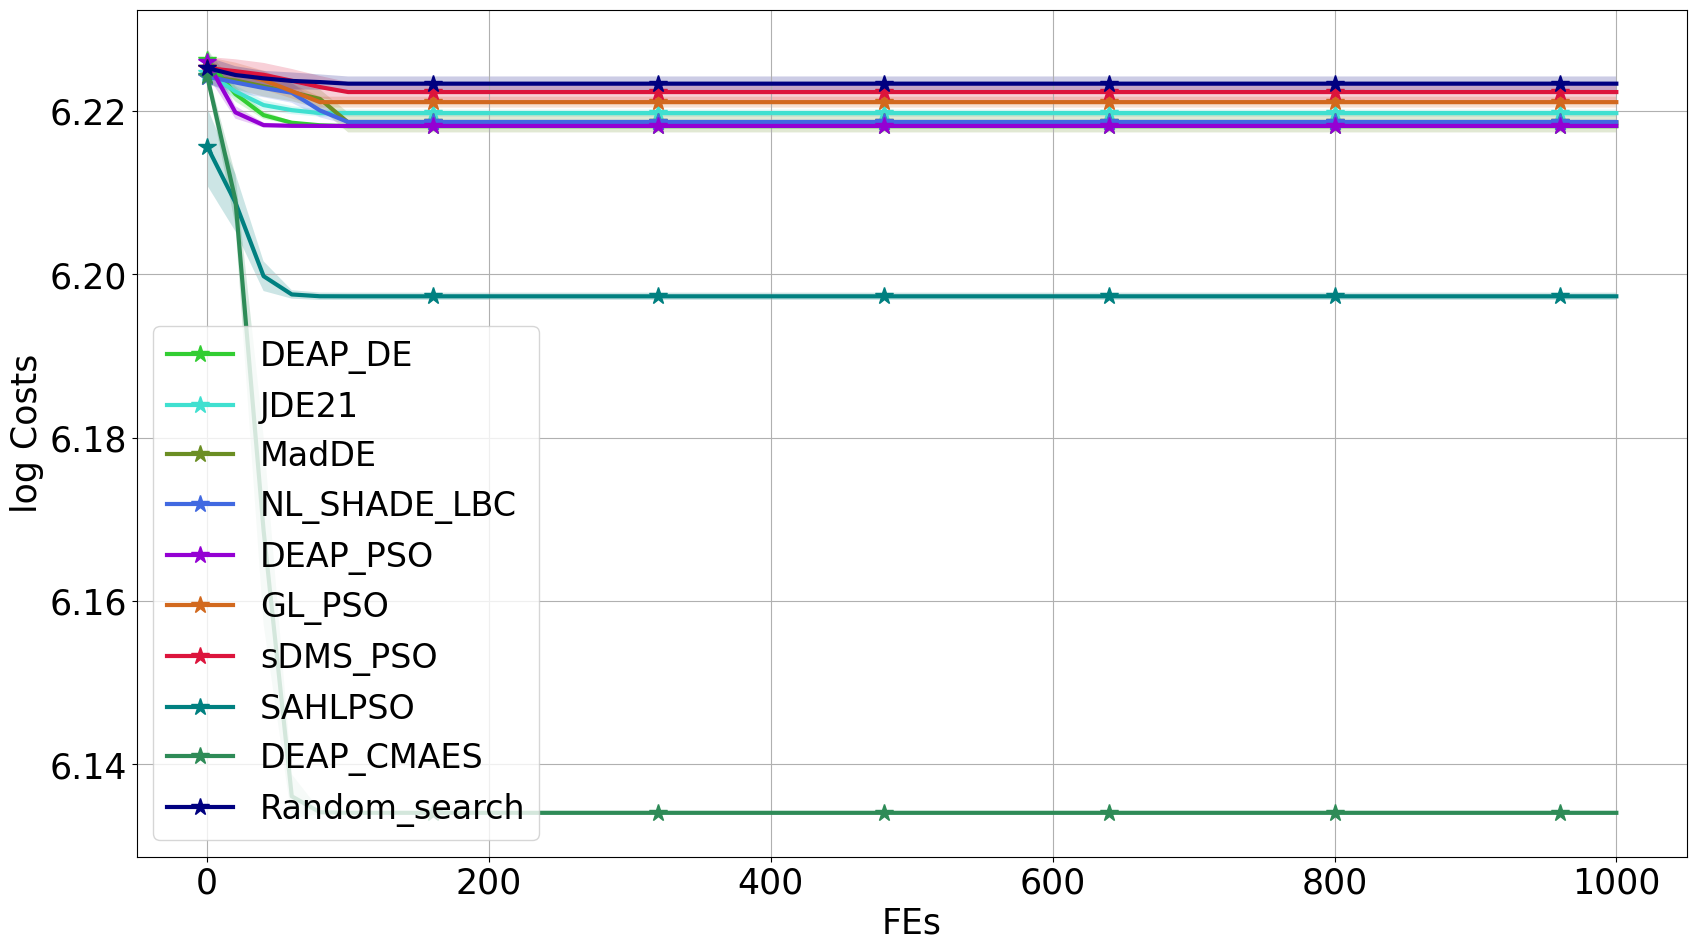 log Costs
6.22
6.20
6.18
6.16
6.14
DEAP_DE
JDE21
MadDE
NL_SHADE_LBC
DEAP_PSO
GL_PSO
sDMS_PSO
SAHLPSO
DEAP_CMAES
Random_search
0
200
400
600
800
1000
FEs